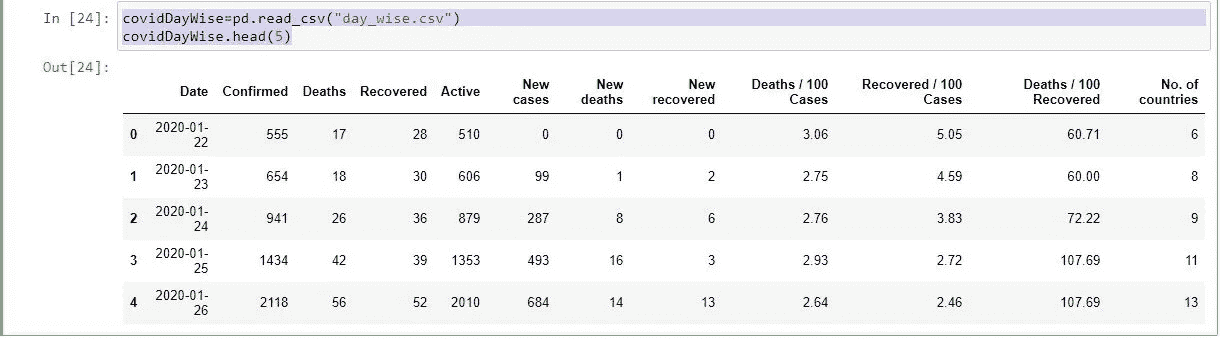 In [24]: covidDayWise=pd.read_csv("day_wise.csv")
covidDayWise.head(5)
Out[24]:
Date Confirmed Deaths Recovered Active New cases New deaths New recovered Deaths / 100 Cases Recovered / 100 Cases Deaths / 100 Recovered No. of countries
0 2020-01-22 555 17 28 510 0 0 0 3.06 5.05 60.71 6
1 2020-01-23 654 18 30 606 99 1 2 2.75 4.59 60.00 8
2 2020-01-24 941 26 36 879 287 8 6 2.76 3.83 72.22 9
3 2020-01-25 1434 42 39 1353 493 16 3 2.93 2.72 107.69 11
4 2020-01-26 2118 56 52 2010 684 14 13 2.64 2.46 107.69 13